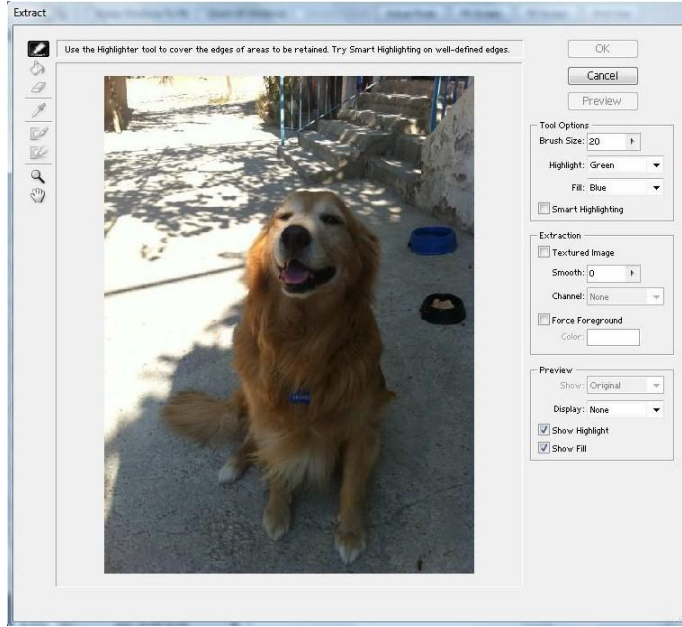 Extract
Use the Highlighter tool to cover the edges of areas to be retained. Try Smart Highlighting on well-defined edges.
OK
Cancel
Preview
Tool Options
Brush Size: 20
Highlight: Green
Fill: Blue
Smart Highlighting
Extraction
Textured Image
Smooth: 0
Channel: None
Force Foreground
Color:
Preview
Show: Original
Display: None
Show Highlight
Show Fill